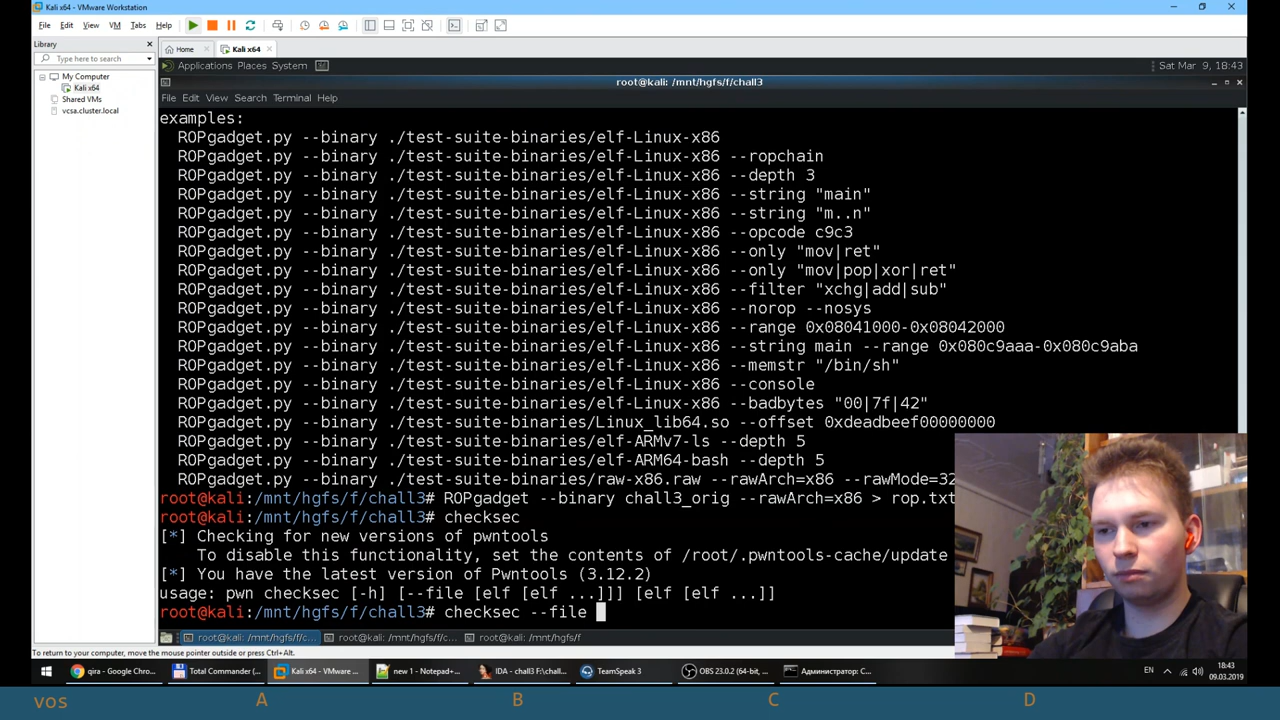 Kali x64 - VMware Workstation
File Edit View VM Tabs Help
Library
Type here to search
My Computer
Kali x64
Shared VMs
vcsa.cluster.local
Home
Kali x64
Applications Places System
Sat Mar 9, 18:43
root@kali: /mnt/hgfs/f/chall3
File Edit View Search Terminal Help
examples:
ROPgadget.py --binary ./test-suite-binaries/elf-Linux-x86
ROPgadget.py --binary ./test-suite-binaries/elf-Linux-x86 --ropchain
ROPgadget.py --binary ./test-suite-binaries/elf-Linux-x86 --depth 3
ROPgadget.py --binary ./test-suite-binaries/elf-Linux-x86 --string "main"
ROPgadget.py --binary ./test-suite-binaries/elf-Linux-x86 --string "m..n"
ROPgadget.py --binary ./test-suite-binaries/elf-Linux-x86 --opcode c9c3
ROPgadget.py --binary ./test-suite-binaries/elf-Linux-x86 --only "mov|ret"
ROPgadget.py --binary ./test-suite-binaries/elf-Linux-x86 --only "mov|pop|xor|ret"
ROPgadget.py --binary ./test-suite-binaries/elf-Linux-x86 --filter "xchg|add|sub"
ROPgadget.py --binary ./test-suite-binaries/elf-Linux-x86 --norop --nosys
ROPgadget.py --binary ./test-suite-binaries/elf-Linux-x86 --range 0x08041000-0x08042000
ROPgadget.py --binary ./test-suite-binaries/elf-Linux-x86 --string main --range 0x080c9aaa-0x080c9aba
ROPgadget.py --binary ./test-suite-binaries/elf-Linux-x86 --memstr "/bin/sh"
ROPgadget.py --binary ./test-suite-binaries/elf-Linux-x86 --console
ROPgadget.py --binary ./test-suite-binaries/elf-Linux-x86 --badbytes "00|7f|42"
ROPgadget.py --binary ./test-suite-binaries/Linux_lib64.so --offset 0xdeadbeef00000000
ROPgadget.py --binary ./test-suite-binaries/elf-ARMv7-ls --depth 5
ROPgadget.py --binary ./test-suite-binaries/elf-ARM64-bash --depth 5
ROPgadget.py --binary ./test-suite-binaries/raw-x86.raw --rawArch=x86 --rawMode=32
root@kali:/mnt/hgfs/f/chall3# ROPgadget --binary chall3_orig --rawArch=x86 > rop.txt
root@kali:/mnt/hgfs/f/chall3# checksec
[*] Checking for new versions of pwntools
To disable this functionality, set the contents of /root/.pwntools-cache/update
[*] You have the latest version of Pwntools (3.12.2)
usage: pwn checksec [-h] [--file [elf [elf ...]]] [elf [elf ...]]
root@kali:/mnt/hgfs/f/chall3# checksec --file
root@kali: /mnt/hgfs/f/c... root@kali: /mnt/hgfs/f/c... root@kali: /mnt/hgfs/f
To return to your computer, move the mouse pointer outside or press Ctrl+Alt.
qira - Google Chro... Total Commander (... Kali x64 - VMware ... new 1 - Notepad+... IDA - chall3 F:\chall... TeamSpeak 3 OBS 23.0.2 (64-bit, ... Администратор: С...
EN
18:43
09.03.2019
vos A B C D